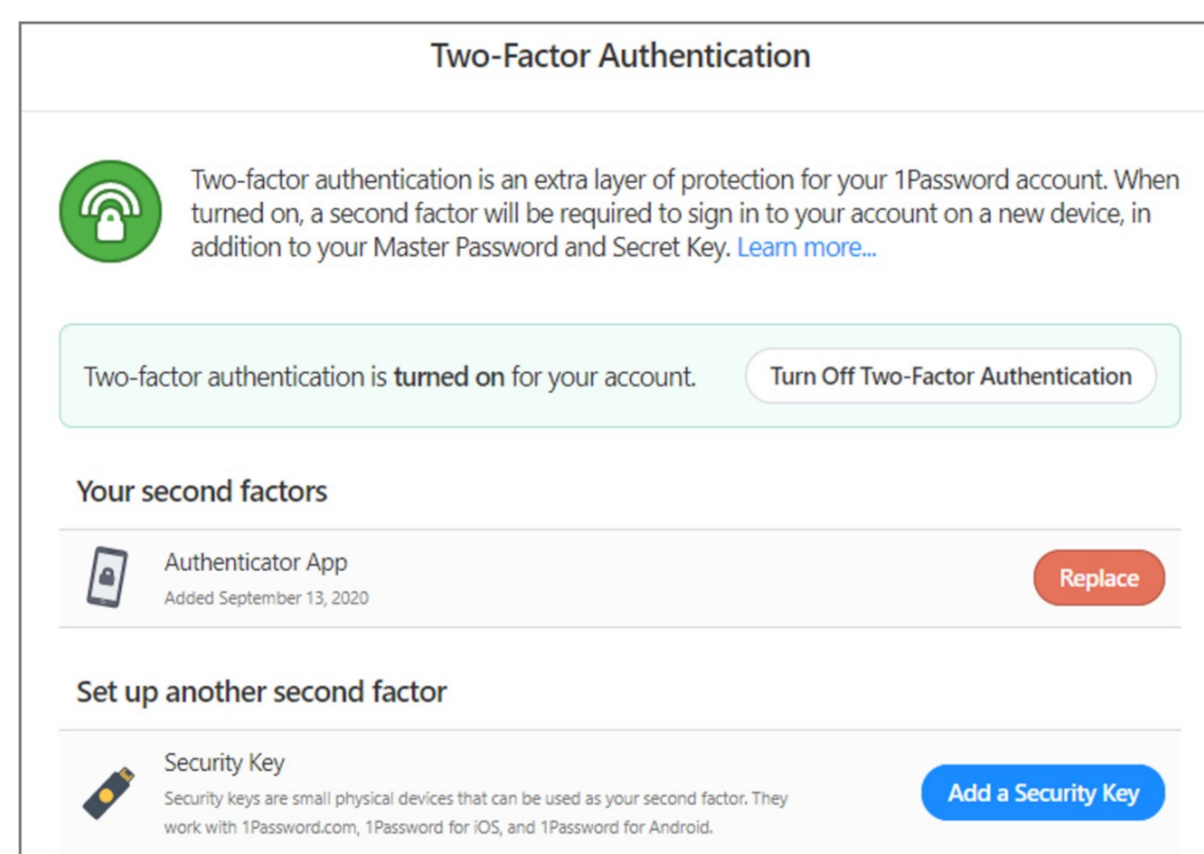 Two-Factor Authentication
Two-factor authentication is an extra layer of protection for your 1Password account. When
turned on, a second factor will be required to sign in to your account on a new device, in
addition to your Master Password and Secret Key. Learn more...
Two-factor authentication is turned on for your account.
Turn Off Two-Factor Authentication
Your second factors
Authenticator App
Added September 13, 2020
Replace
Set up another second factor
Security Key
Security keys are small physical devices that can be used as your second factor. They
work with 1Password.com, 1Password for iOS, and 1Password for Android.
Add a Security Key